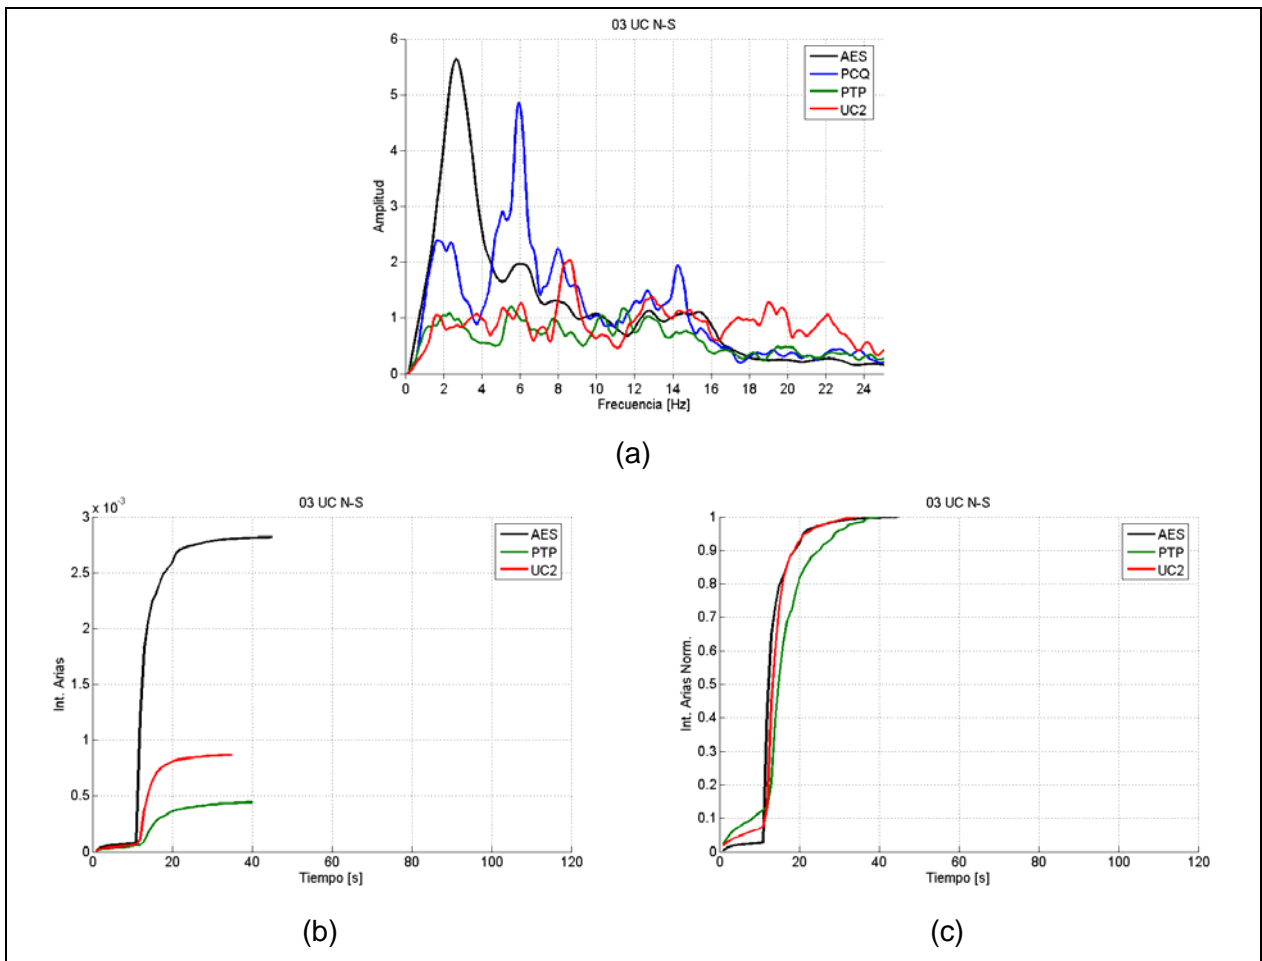 03 UC N-S
6
5
4
3
2
1
0
Amplitud
AES
PCQ
PTP
UC2
0 2 4 6 8 10 12 14 16 18 20 22 24
Frecuencia [Hz]
(a)
03 UC N-S
x 10⁻³
3
2.5
2
1.5
1
0.5
0
Int. Arias
AES
PTP
UC2
0 20 40 60 80 100 120
Tiempo [s]
(b)
03 UC N-S
1
0.9
0.8
0.7
0.6
0.5
0.4
0.3
0.2
0.1
0
Int. Arias Norm.
AES
PTP
UC2
0 20 40 60 80 100 120
Tiempo [s]
(c)